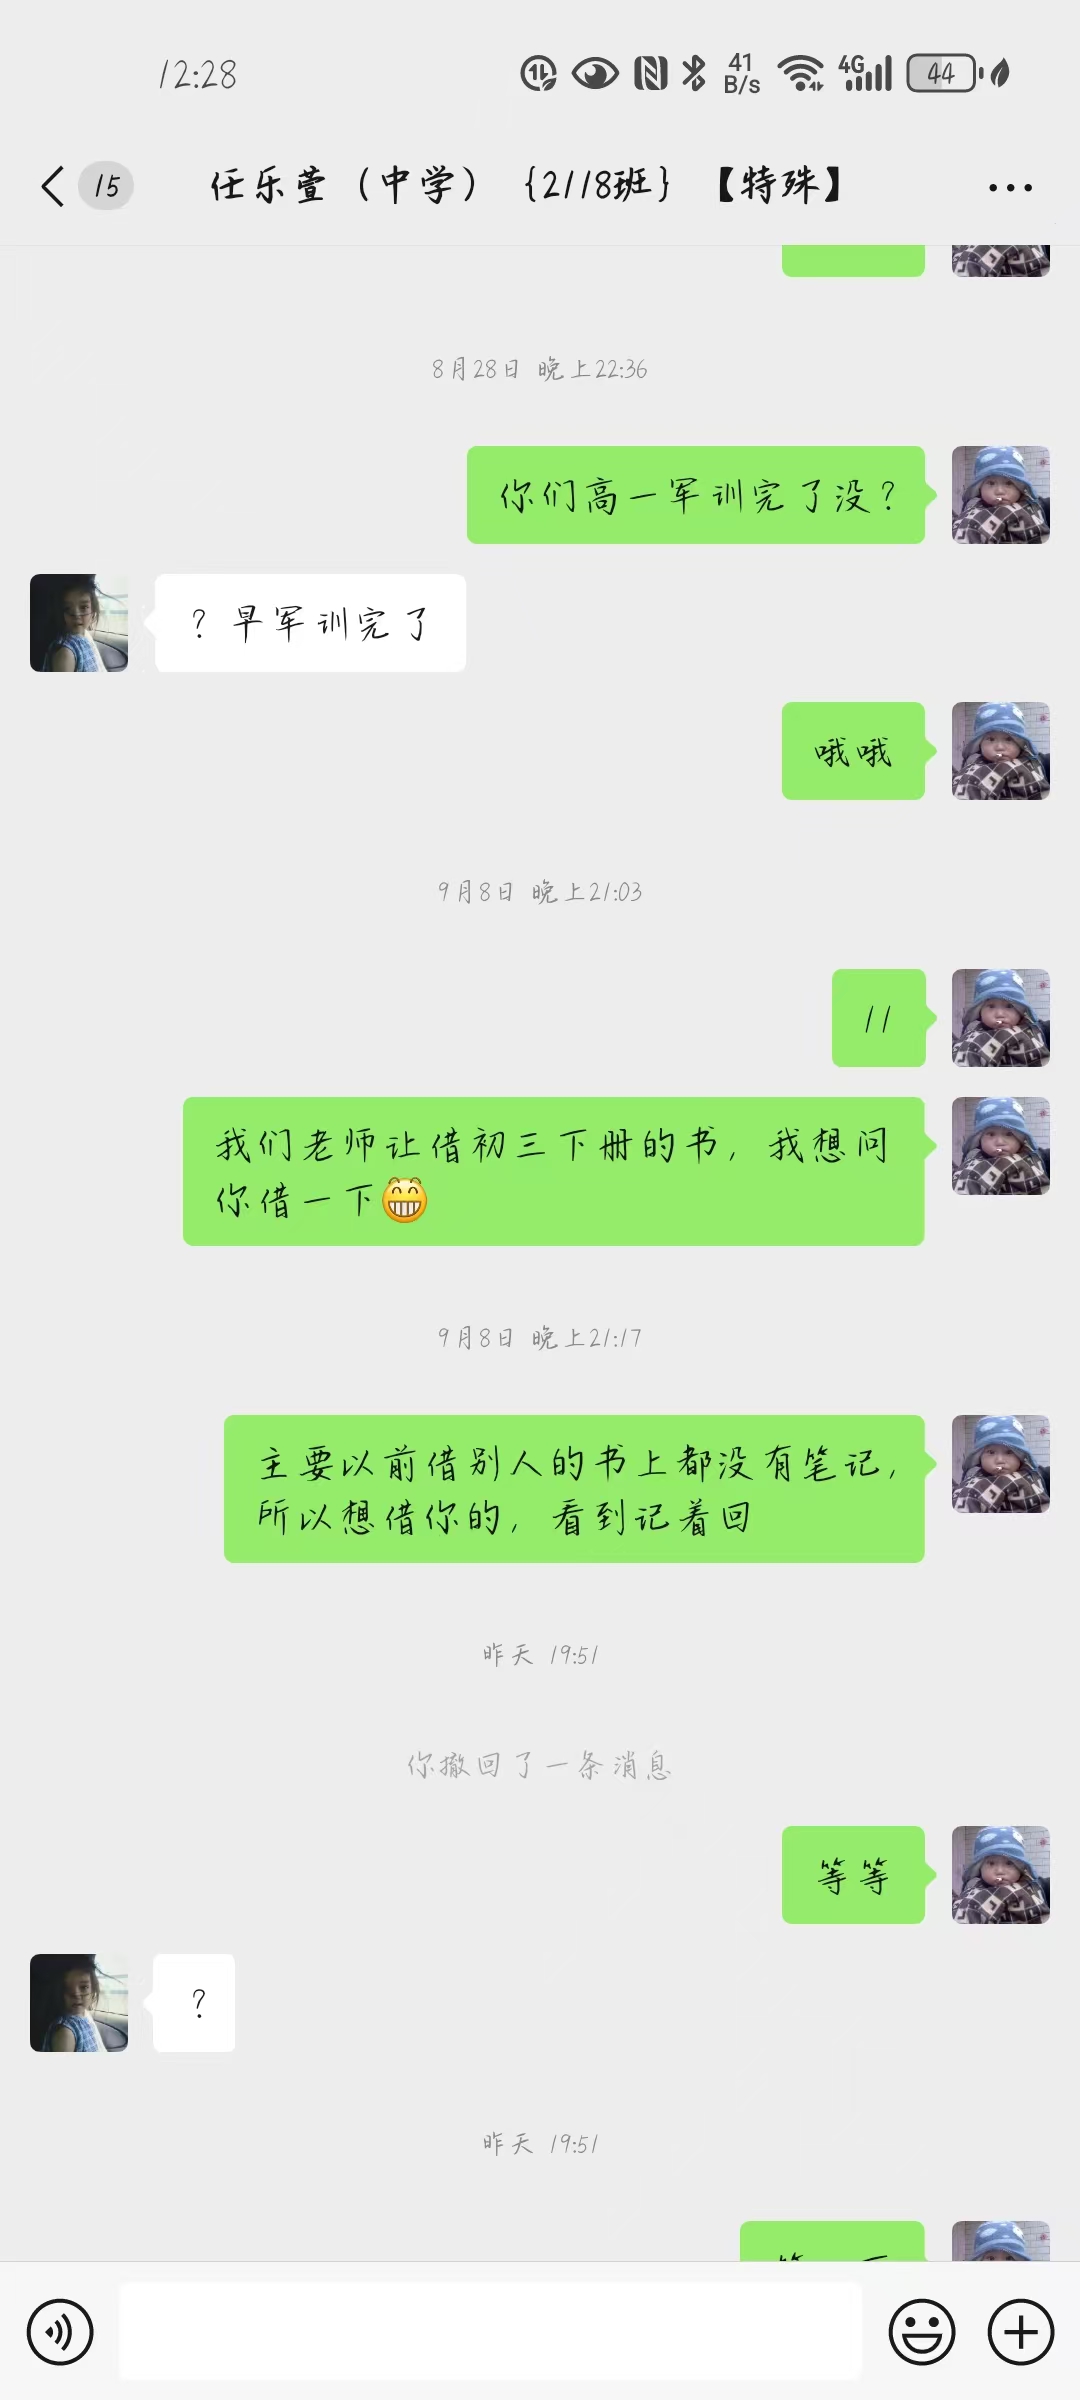 12:28
41 B/s
4G
44
15
任乐萱（中学）｛2118班｝【特殊】
8月28日 晚上22:36
你们高一军训完了没？
？早军训完了
哦哦
9月8日 晚上21:03
11
我们老师让借初三下册的书，我想问
你借一下😁
9月8日 晚上21:17
主要以前借别人的书上都没有笔记，
所以想借你的，看到记着回
昨天 19:51
你撤回了一条消息
等等
？
昨天 19:51